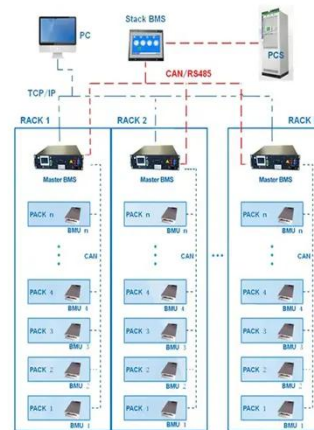 PC
Stack BMS
PCS
CAN/RS485
TCP/IP
RACK 1
RACK 2
RACK
Master BMS
Master BMS
Master BMS
PACK n
BMU n
PACK n
BMU n
PACK n
BMU n
CAN
CAN
CAN
PACK 4
BMU 4
PACK 4
BMU 4
PACK 4
BMU 4
PACK 3
BMU 3
PACK 3
BMU 3
PACK 3
BMU 3
PACK 2
BMU 2
PACK 2
BMU 2
PACK 2
BMU 2
PACK 1
BMU 1
PACK 1
BMU 1
PACK 1
BMU 1